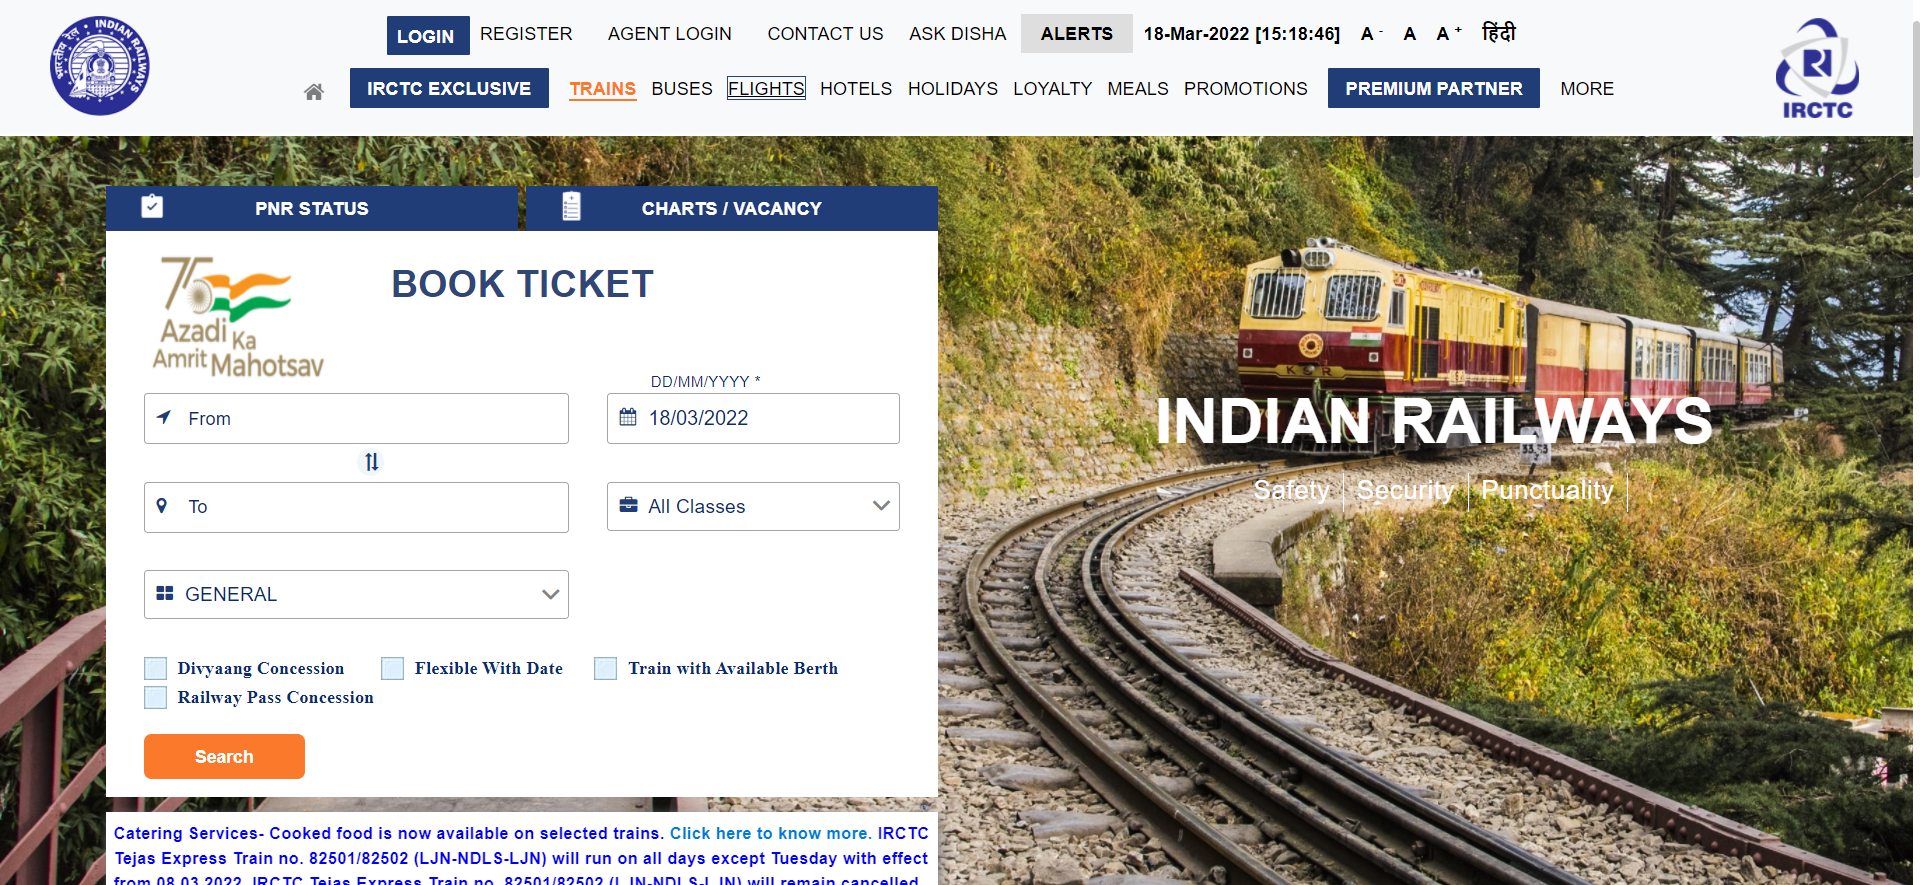 LOGIN REGISTER AGENT LOGIN CONTACT US ASK DISHA ALERTS 18-Mar-2022 [15:18:46] A - A A + हिंदी
IRCTC EXCLUSIVE TRAINS BUSES FLIGHTS HOTELS HOLIDAYS LOYALTY MEALS PROMOTIONS PREMIUM PARTNER MORE
INDIAN RAILWAYS
भारतीय रेल
IRCTC
PNR STATUS
CHARTS / VACANCY
75
Azadi Ka
Amrit Mahotsav
BOOK TICKET
DD/MM/YYYY *
From
18/03/2022
To
All Classes
GENERAL
Divyaang Concession
Flexible With Date
Train with Available Berth
Railway Pass Concession
Search
Catering Services- Cooked food is now available on selected trains. Click here to know more. IRCTC
Tejas Express Train no. 82501/82502 (LJN-NDLS-LJN) will run on all days except Tuesday with effect
from 08.03.2022. IRCTC Tejas Express Train no. 82501/82502 (LJN-NDLS-LJN) will remain cancelled
INDIAN RAILWAYS
Safety Security Punctuality